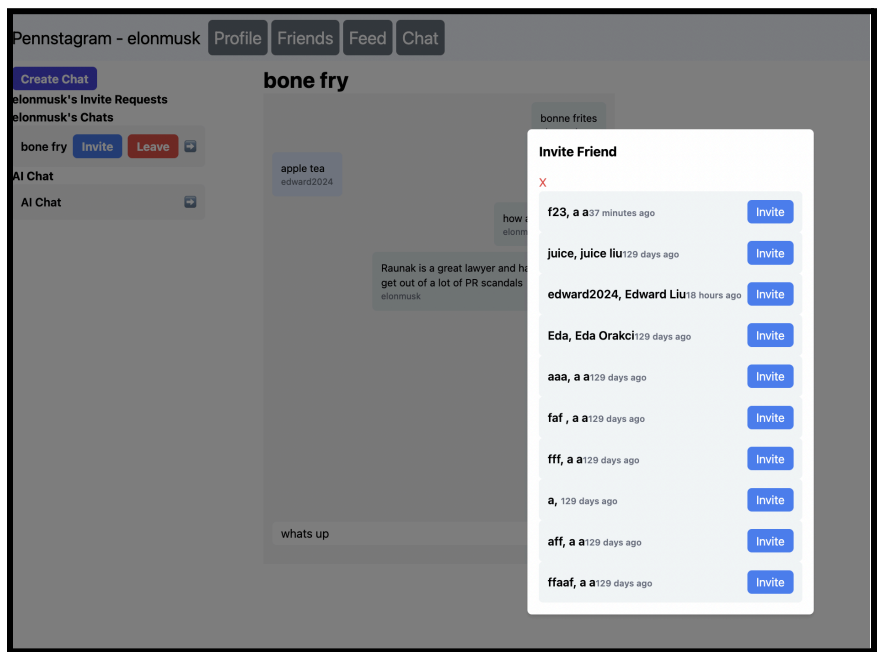 Pennstagram - elonmusk Profile Friends Feed Chat
Create Chat
elonmusk's Invite Requests
elonmusk's Chats
bone fry Invite Leave
AI Chat
AI Chat
bone fry
bonne frites
apple tea
edward2024
how a
elonm
Raunak is a great lawyer and ha
get out of a lot of PR scandals
elonmusk
whats up
Invite Friend
X
f23, a a37 minutes ago Invite
juice, juice liu129 days ago Invite
edward2024, Edward Liu18 hours ago Invite
Eda, Eda Orakci129 days ago Invite
aaa, a a129 days ago Invite
faf , a a129 days ago Invite
fff, a a129 days ago Invite
a, 129 days ago Invite
aff, a a129 days ago Invite
ffaaf, a a129 days ago Invite